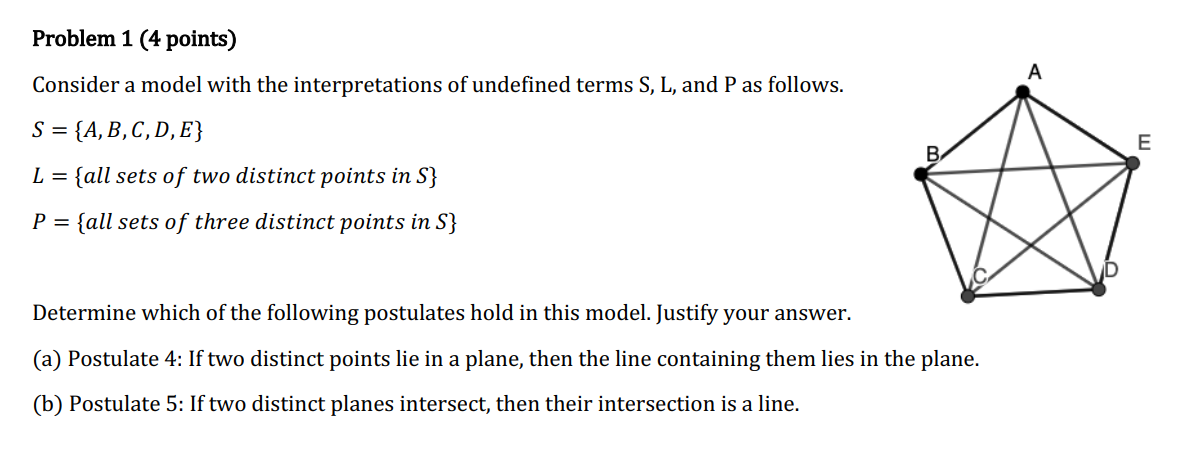 Problem 1 (4 points)
Consider a model with the interpretations of undefined terms S, L, and P as follows.
S = {A, B, C, D, E}
L = {all sets of two distinct points in S}
P = {all sets of three distinct points in S}
A
B
E
C
D
Determine which of the following postulates hold in this model. Justify your answer.
(a) Postulate 4: If two distinct points lie in a plane, then the line containing them lies in the plane.
(b) Postulate 5: If two distinct planes intersect, then their intersection is a line.